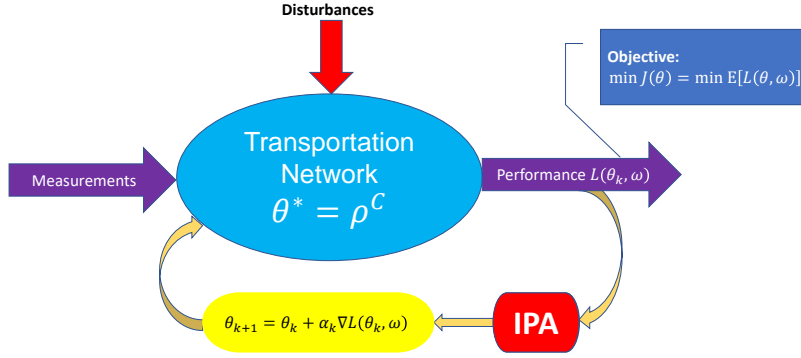 Disturbances
Objective:
min J(θ) = min E[L(θ, ω)]
Transportation
Network
θ* = ρ^C
Measurements
Performance L(θ_k, ω)
θ_{k+1} = θ_k + α_k∇L(θ_k, ω)
IPA